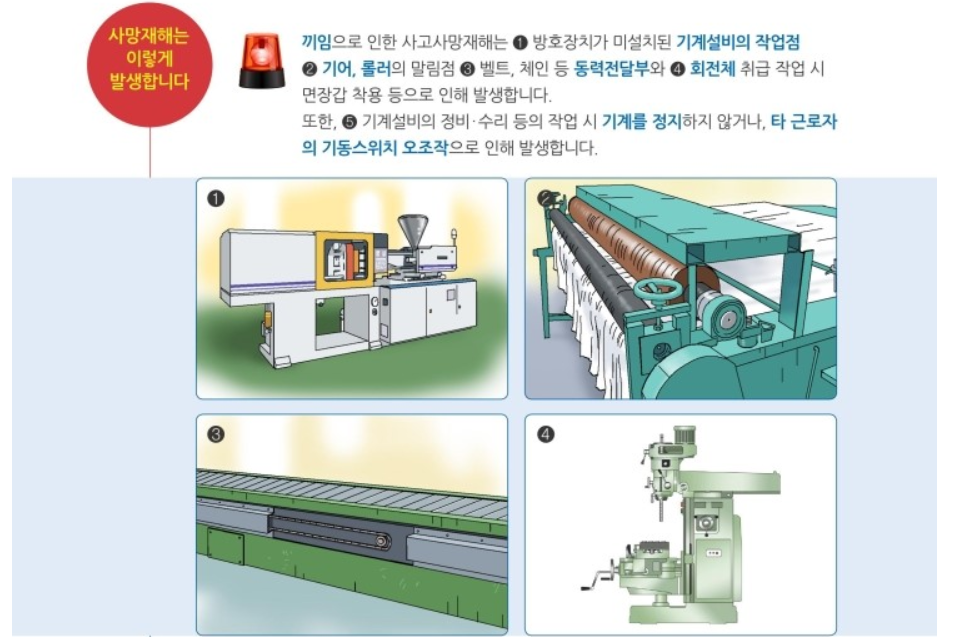 사망재해는
이렇게
발생합니다
끼임으로 인한 사고사망재해는 ❶ 방호장치가 미설치된 기계설비의 작업점
❷ 기어, 롤러의 말림점 ❸ 벨트, 체인 등 동력전달부와 ❹ 회전체 취급 작업 시
면장갑 착용 등으로 인해 발생합니다.
또한, ❺ 기계설비의 정비·수리 등의 작업 시 기계를 정지하지 않거나, 타 근로자
의 기동스위치 오조작으로 인해 발생합니다.
❶
❷
❸
❹